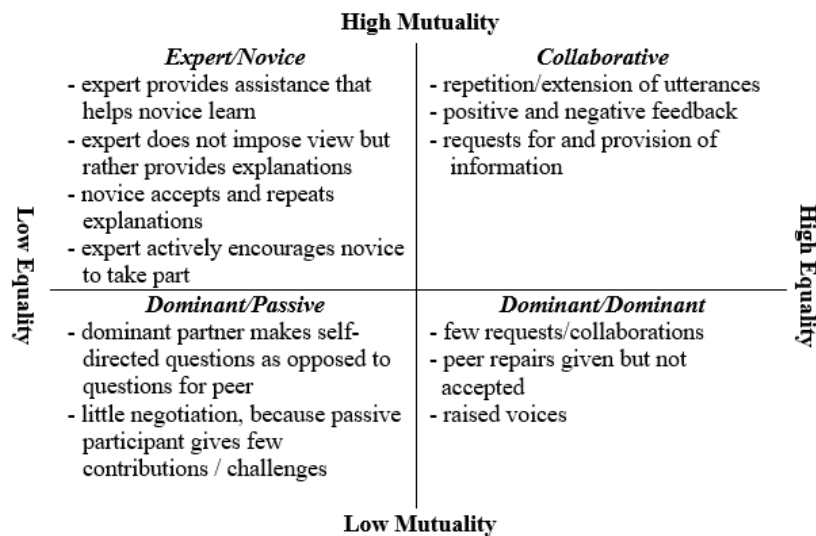 High Mutuality
Expert/Novice
- expert provides assistance that
helps novice learn
- expert does not impose view but
rather provides explanations
- novice accepts and repeats
explanations
- expert actively encourages novice
to take part
Collaborative
- repetition/extension of utterances
- positive and negative feedback
- requests for and provision of
information
Low Equality
High Equality
Dominant/Passive
- dominant partner makes self-
directed questions as opposed to
questions for peer
- little negotiation, because passive
participant gives few
contributions / challenges
Dominant/Dominant
- few requests/collaborations
- peer repairs given but not
accepted
- raised voices
Low Mutuality